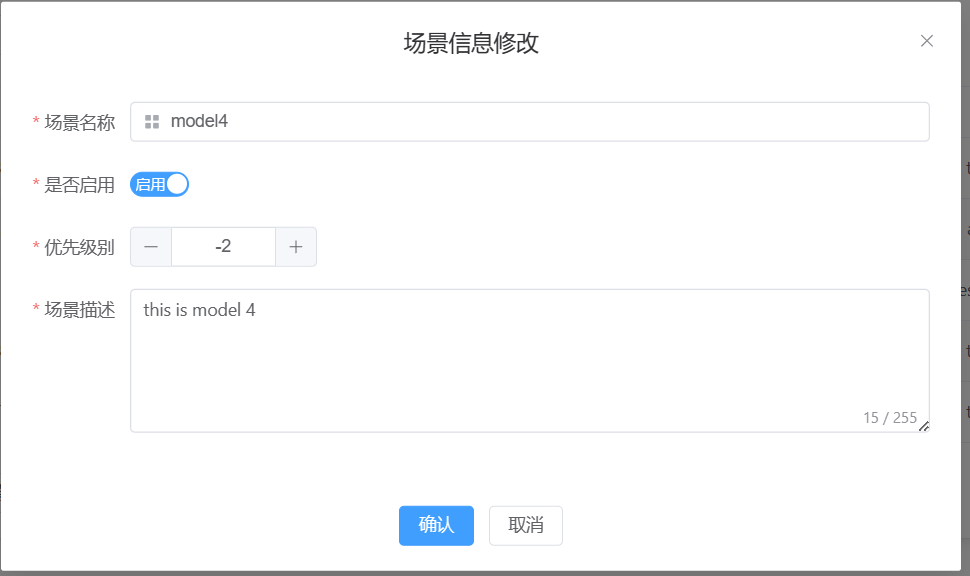 场景信息修改
* 场景名称 model4
* 是否启用 启用
* 优先级别 -2
* 场景描述 this is model 4
15 / 255
确认 取消